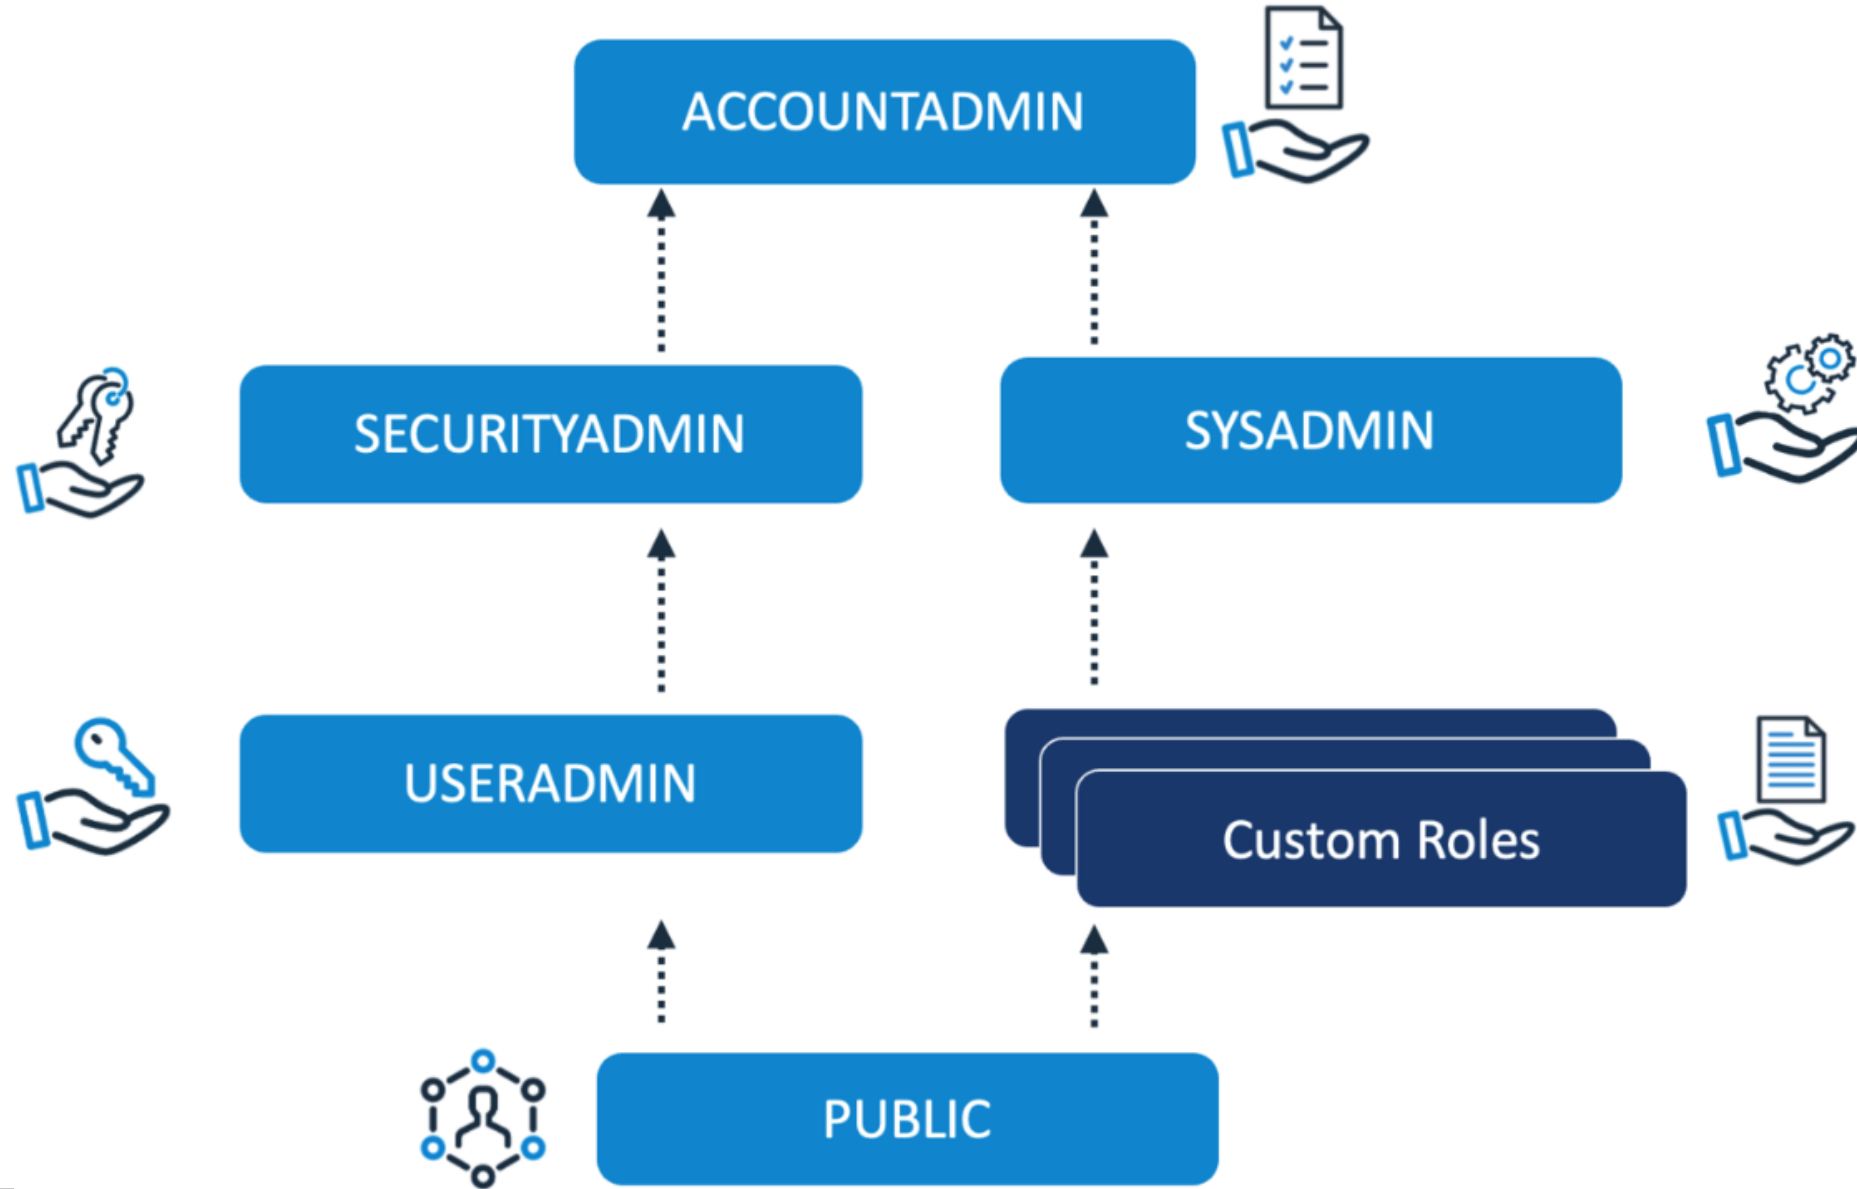 ACCOUNTADMIN
SECURITYADMIN
SYSADMIN
USERADMIN
Custom Roles
PUBLIC